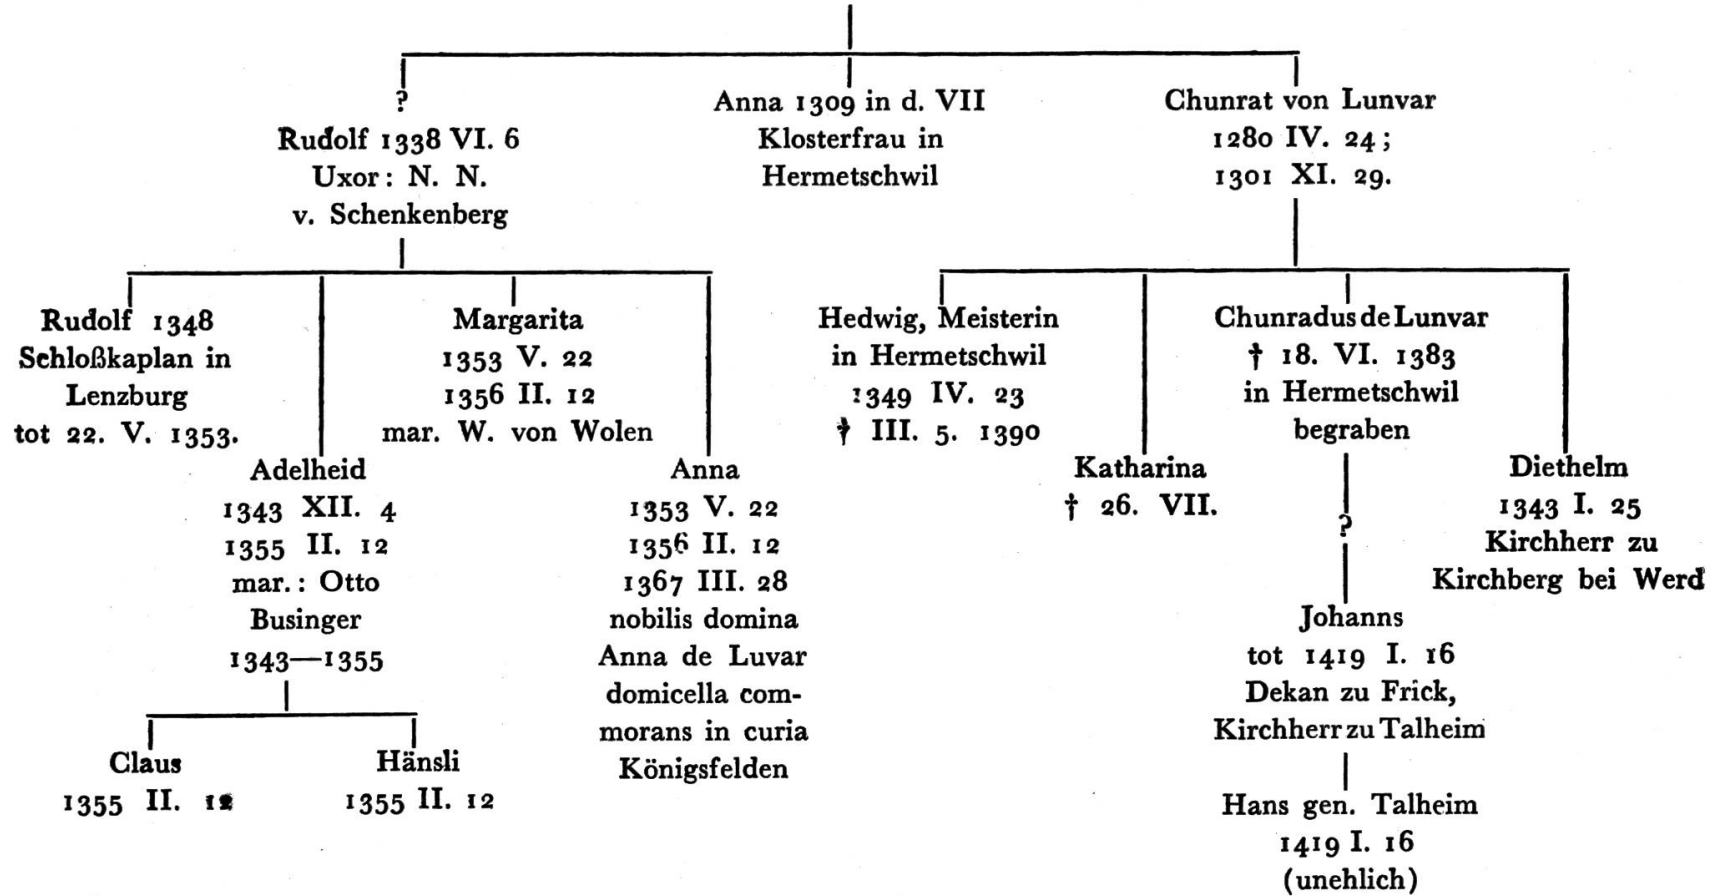 ?
Rudolf 1338 VI. 6
Uxor: N. N.
v. Schenkenberg
Anna 1309 in d. VII
Klosterfrau in
Hermetschwil
Chunrat von Lunvar
1280 IV. 24;
1301 XI. 29.
Rudolf 1348
Schloßkaplan in
Lenzburg
tot 22. V. 1353.
Adelheid
1343 XII. 4
1355 II. 12
mar.: Otto
Businger
1343—1355
Margarita
1353 V. 22
1356 II. 12
mar. W. von Wolen
Anna
1353 V. 22
1356 II. 12
1367 III. 28
nobilis domina
Anna de Luvar
domicella com-
morans in curia
Königsfelden
Claus
1355 II. 12
Hänsli
1355 II. 12
Hedwig, Meisterin
in Hermetschwil
1349 IV. 23
† III. 5. 1390
Katharina
† 26. VII.
Chunradus de Lunvar
† 18. VI. 1383
in Hermetschwil
begraben
?
Johanns
tot 1419 I. 16
Dekan zu Frick,
Kirchherr zu Talheim
Hans gen. Talheim
1419 I. 16
(unehlich)
Diethelm
1343 I. 25
Kirchherr zu
Kirchberg bei Werd